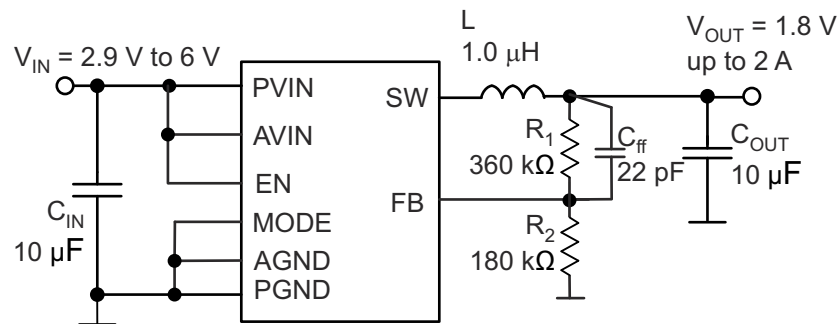 V_IN = 2.9 V to 6 V
L
1.0 μH
V_OUT = 1.8 V
up to 2 A
PVIN
SW
AVIN
EN
FB
MODE
AGND
PGND
C_IN
10 μF
R_1
360 kΩ
C_ff
22 pF
C_OUT
10 μF
R_2
180 kΩ